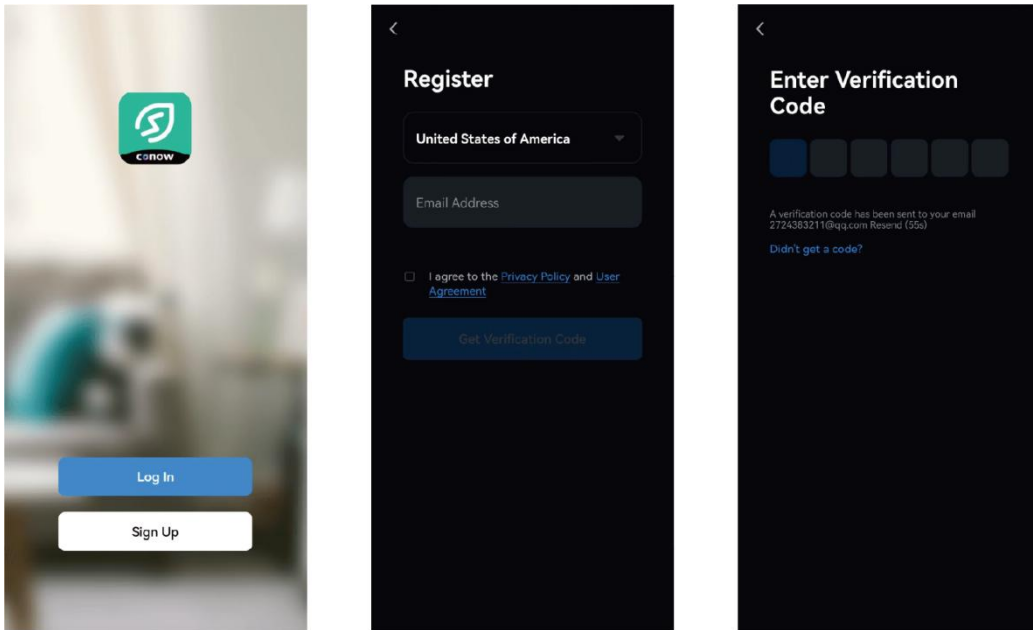 conow
Log In
Sign Up
Register
United States of America
Email Address
I agree to the Privacy Policy and User
Agreement
Get Verification Code
Enter Verification
Code
A verification code has been sent to your email
2724383211@qq.com Resend (55s)
Didn't get a code?